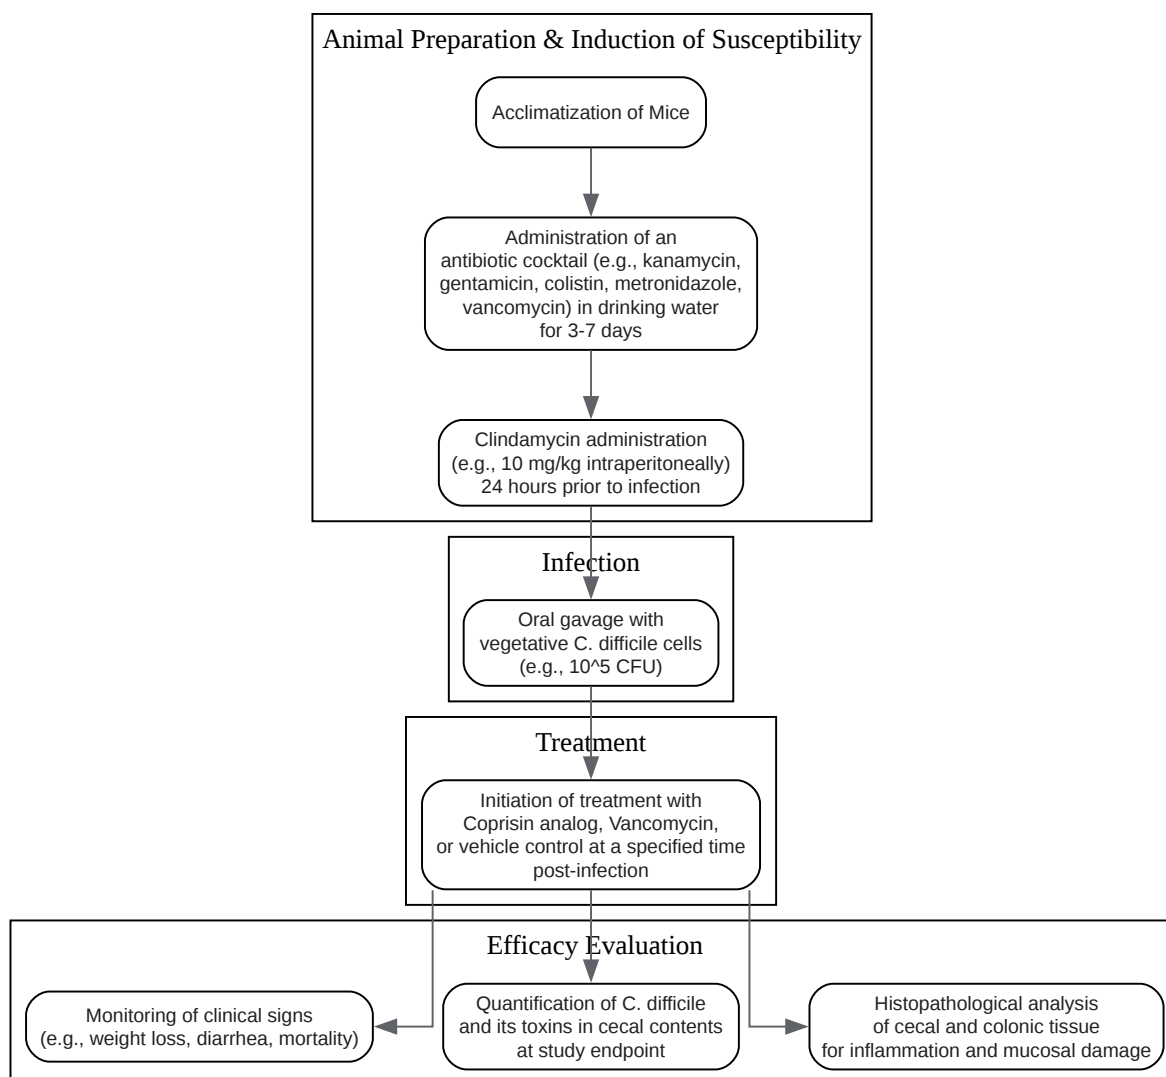 Animal Preparation & Induction of Susceptibility
Acclimatization of Mice
Administration of an
antibiotic cocktail (e.g., kanamycin,
gentamicin, colistin, metronidazole,
vancomycin) in drinking water
for 3-7 days
Clindamycin administration
(e.g., 10 mg/kg intraperitoneally)
24 hours prior to infection
Infection
Oral gavage with
vegetative C. difficile cells
(e.g., 10^5 CFU)
Treatment
Initiation of treatment with
Coprisin analog, Vancomycin,
or vehicle control at a specified time
post-infection
Efficacy Evaluation
Monitoring of clinical signs
(e.g., weight loss, diarrhea, mortality)
Quantification of C. difficile
and its toxins in cecal contents
at study endpoint
Histopathological analysis
of cecal and colonic tissue
for inflammation and mucosal damage